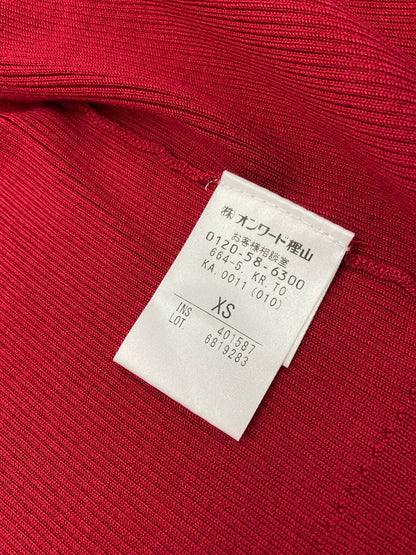 ㈱オンワード樫山
お客様相談室
0120-58-6300
664-5. KR.TO
KA.0011(010)
XS
INS 401587
LOT 6819283